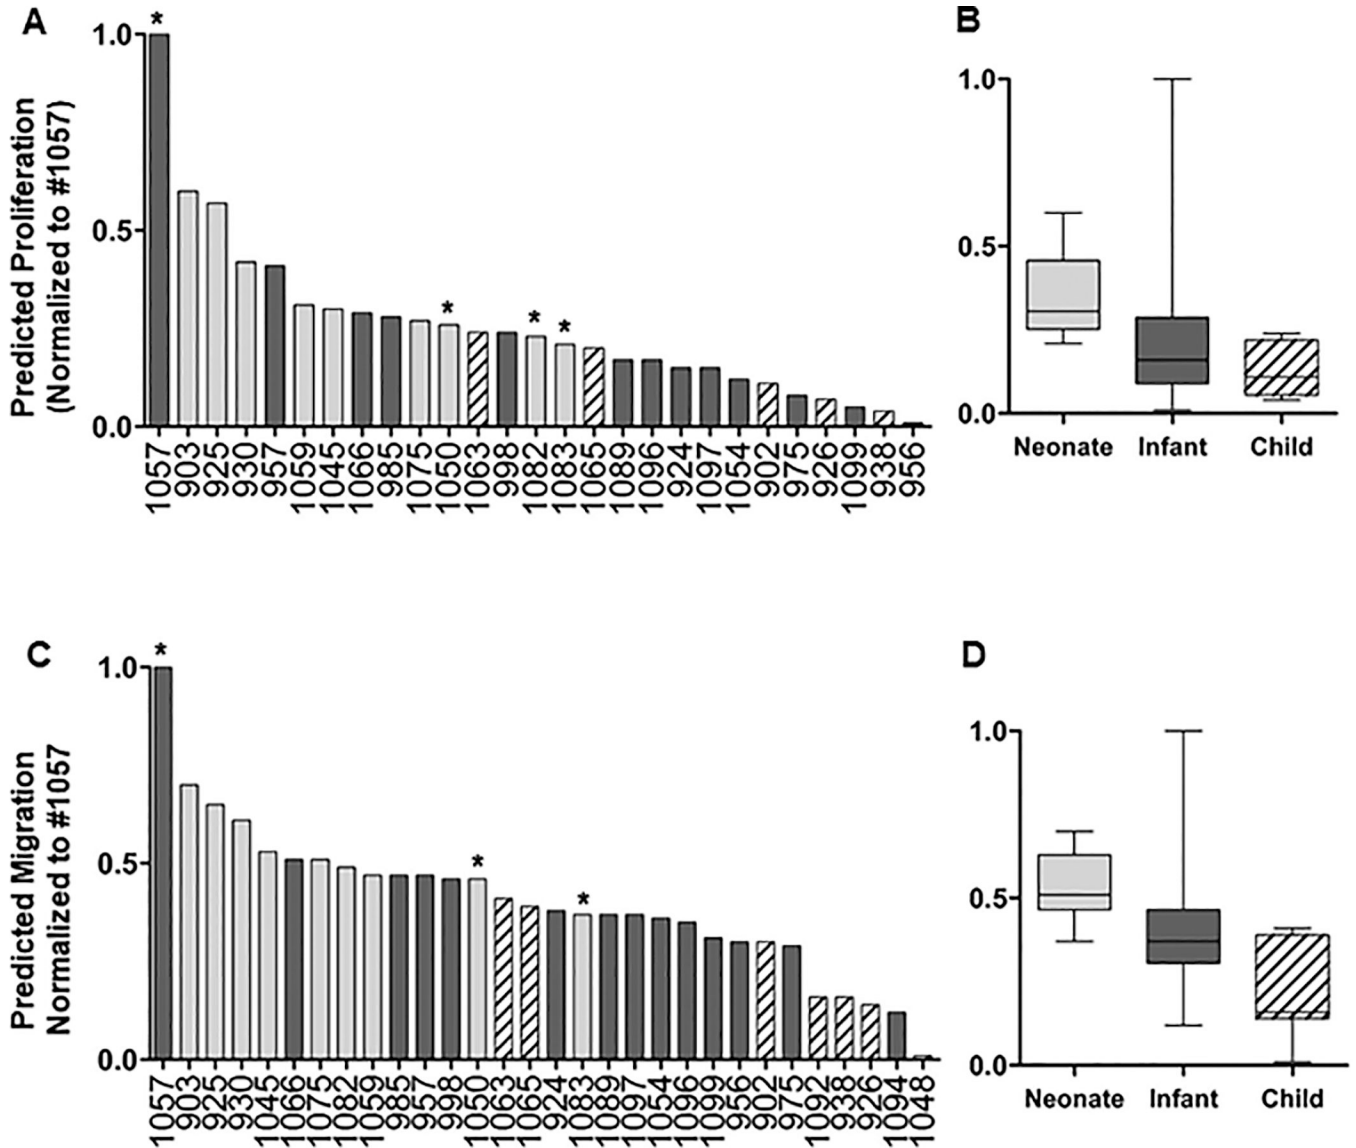 A
*
Predicted Proliferation
(Normalized to #1057)
1.0
0.5
0.0
* * *
1057 903 925 930 957 1059 1045 1066 985 1075 1050 1063 998 1082 1083 1065 1089 1096 924 1097 1054 902 975 926 1099 938 956
B
1.0
0.5
0.0
Neonate Infant Child
C
*
Predicted Migration
Normalized to #1057
1.0
0.5
0.0
* *
1057 903 925 930 1045 1066 1075 1082 1059 985 957 998 1050 1063 1065 924 1083 1089 1097 1054 1096 1099 956 902 975 1092 938 926 1094 1048
D
1.0
0.5
0.0
Neonate Infant Child